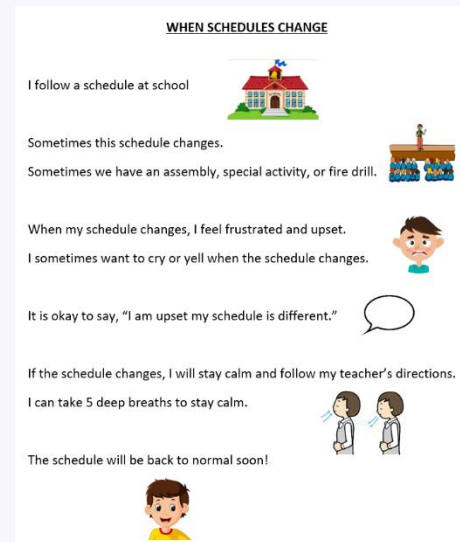 WHEN SCHEDULES CHANGE
I follow a schedule at school
Sometimes this schedule changes.
Sometimes we have an assembly, special activity, or fire drill.
When my schedule changes, I feel frustrated and upset.
I sometimes want to cry or yell when the schedule changes.
It is okay to say, “I am upset my schedule is different.”
If the schedule changes, I will stay calm and follow my teacher’s directions.
I can take 5 deep breaths to stay calm.
The schedule will be back to normal soon!